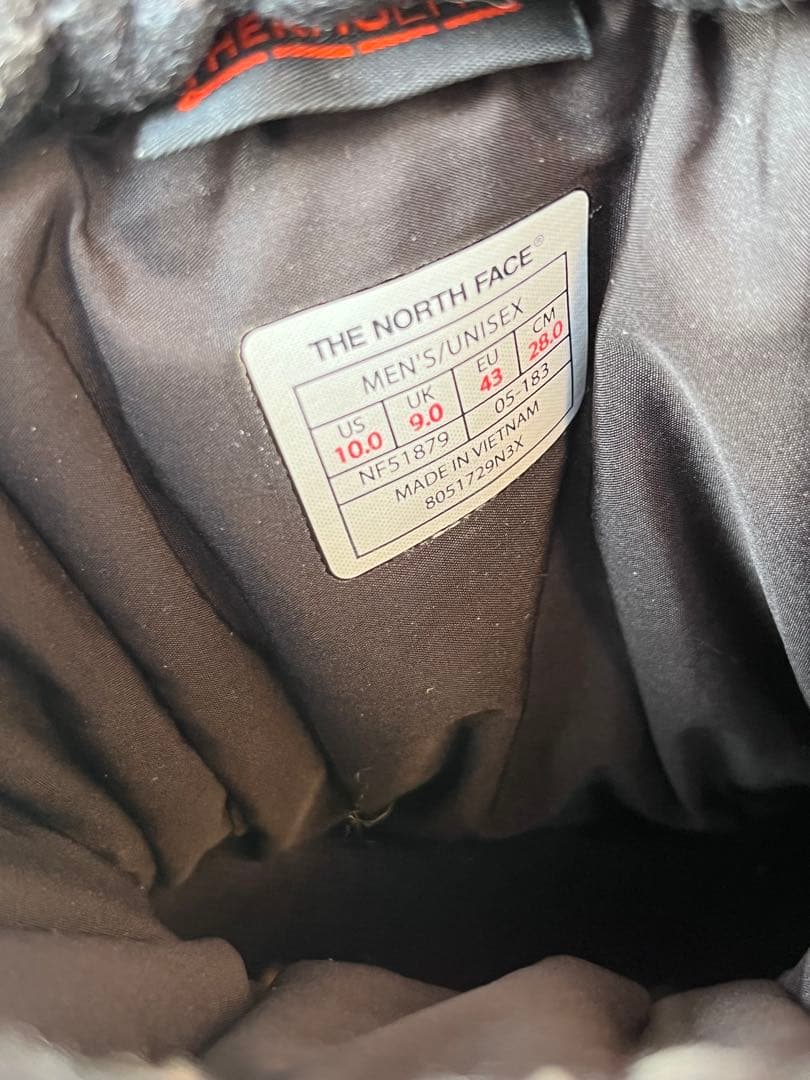 THE NORTH FACE®
MEN'S/UNISEX
US UK EU CM
10.0 9.0 43 28.0
NF51879 05-183
MADE IN VIETNAM
8051729N3X